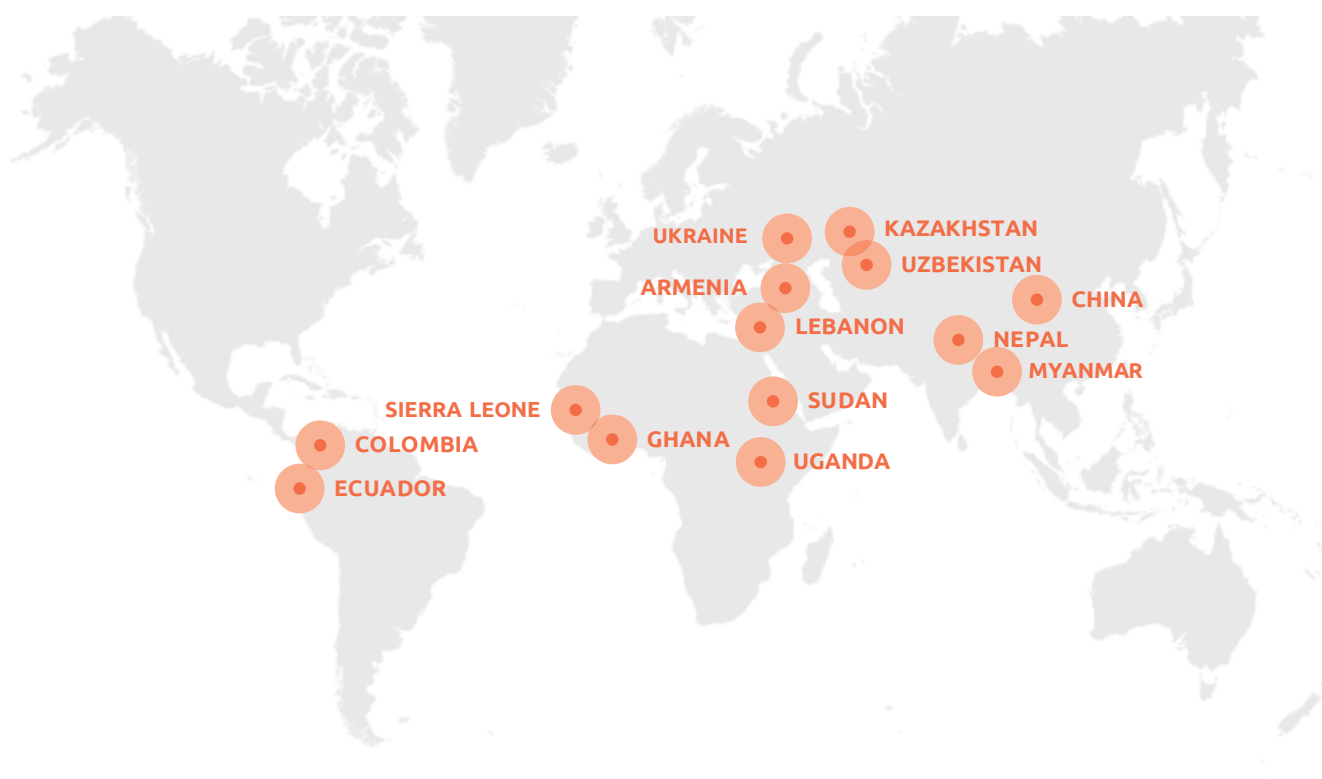 KAZAKHSTAN
UKRAINE
UZBEKISTAN
ARMENIA
CHINA
LEBANON
NEPAL
MYANMAR
SUDAN
SIERRA LEONE
GHANA
COLOMBIA
UGANDA
ECUADOR